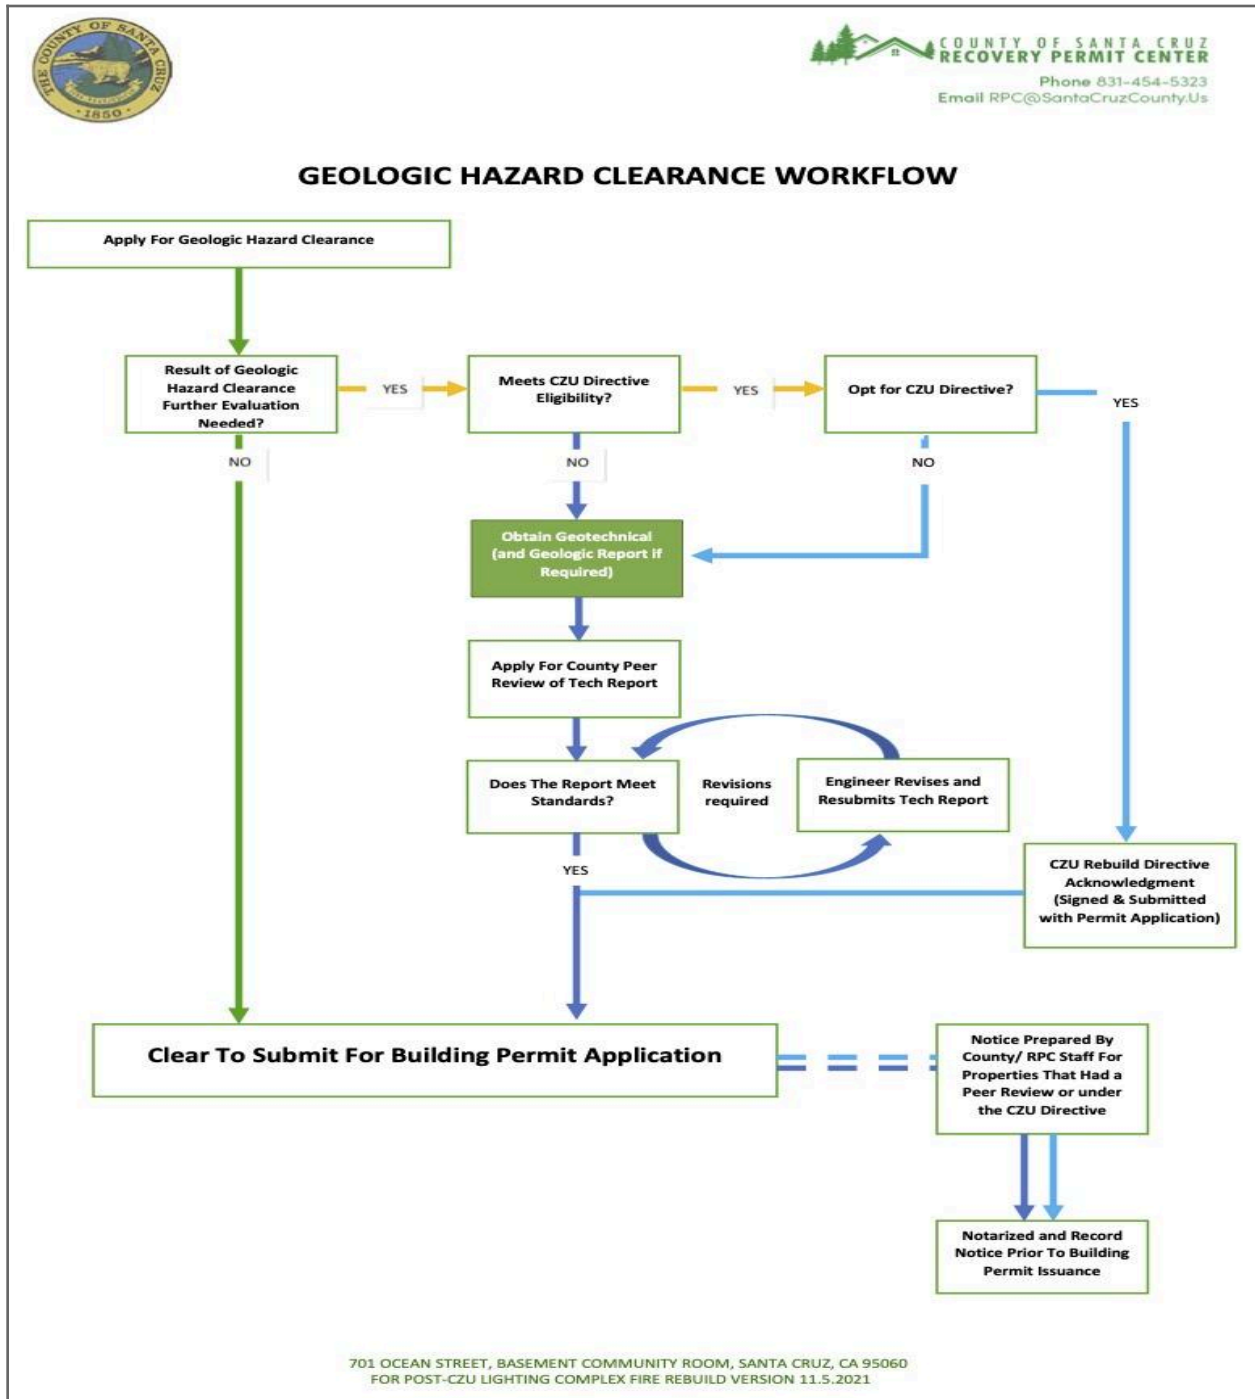 THE COUNTY OF SANTA CRUZ
1850
COUNTY OF SANTA CRUZ
RECOVERY PERMIT CENTER
Phone 831-454-5323
Email RPC@SantaCruzCounty.Us
GEOLOGIC HAZARD CLEARANCE WORKFLOW
Apply For Geologic Hazard Clearance
Result of Geologic
Hazard Clearance
Further Evaluation
Needed?
YES
Meets CZU Directive
Eligibility?
YES
Opt for CZU Directive?
YES
NO
NO
NO
Obtain Geotechnical
(and Geologic Report if
Required)
Apply For County Peer
Review of Tech Report
Does The Report Meet
Standards?
Revisions
required
Engineer Revises and
Resubmits Tech Report
YES
CZU Rebuild Directive
Acknowledgment
(Signed & Submitted
with Permit Application)
Clear To Submit For Building Permit Application
Notice Prepared By
County/ RPC Staff For
Properties That Had a
Peer Review or under
the CZU Directive
Notarized and Record
Notice Prior To Building
Permit Issuance
701 OCEAN STREET, BASEMENT COMMUNITY ROOM, SANTA CRUZ, CA 95060
FOR POST-CZU LIGHTING COMPLEX FIRE REBUILD VERSION 11.5.2021